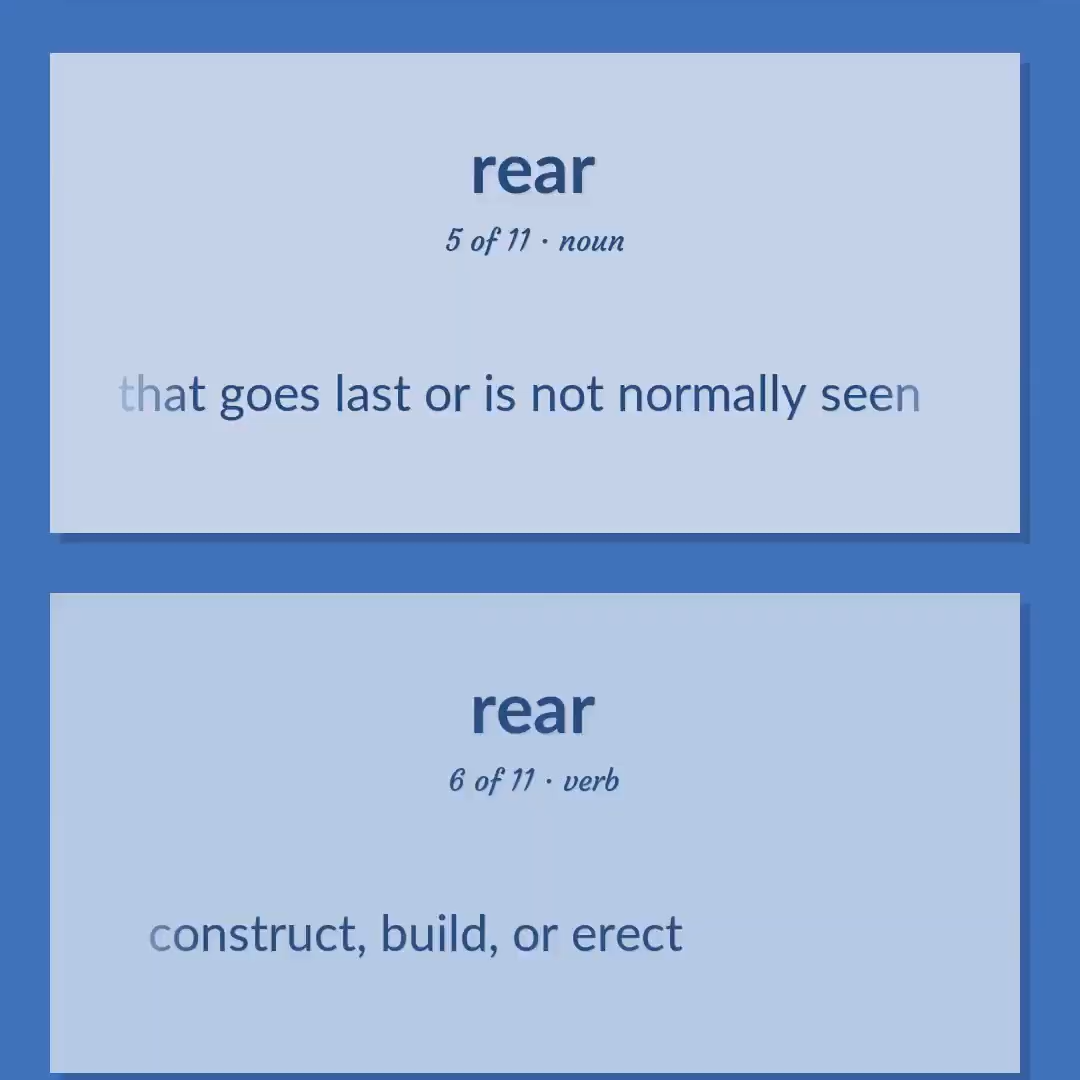 rear
5 of 11 · noun
that goes last or is not normally seen
rear
6 of 11 · verb
construct, build, or erect